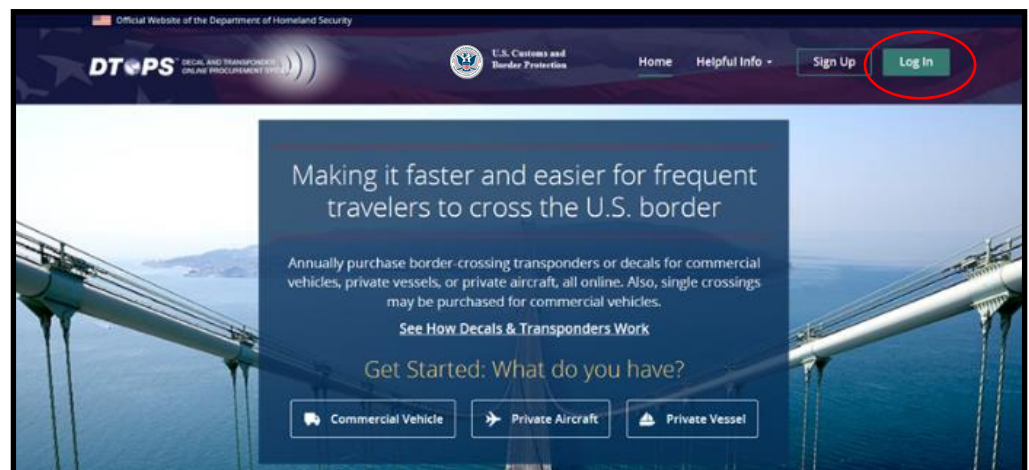 Official Website of the Department of Homeland Security
DTOPS DECAL AND TRANSPONDER
ONLINE PROCUREMENT
U.S. Customs and
Border Protection
Home Helpful Info Sign Up Log In
Making it faster and easier for frequent
travelers to cross the U.S. border
Annually purchase border-crossing transponders or decals for commercial
vehicles, private vessels, or private aircraft, all online. Also, single crossings
may be purchased for commercial vehicles.
See How Decals & Transponders Work
Get Started: What do you have?
Commercial Vehicle Private Aircraft Private Vessel